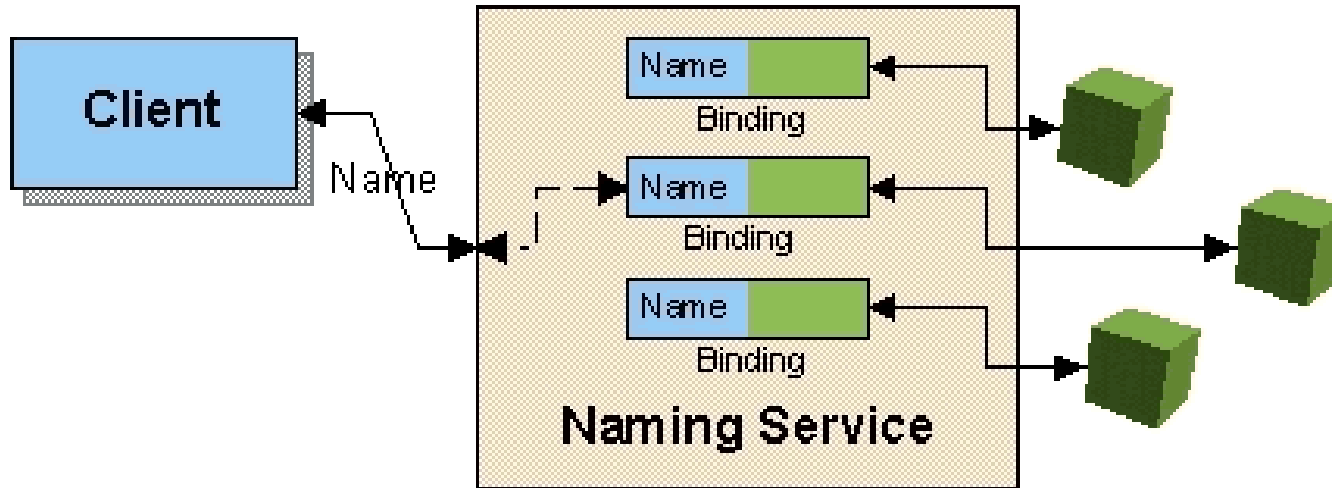 Client
Name
Name
Binding
Name
Binding
Name
Binding
Naming Service